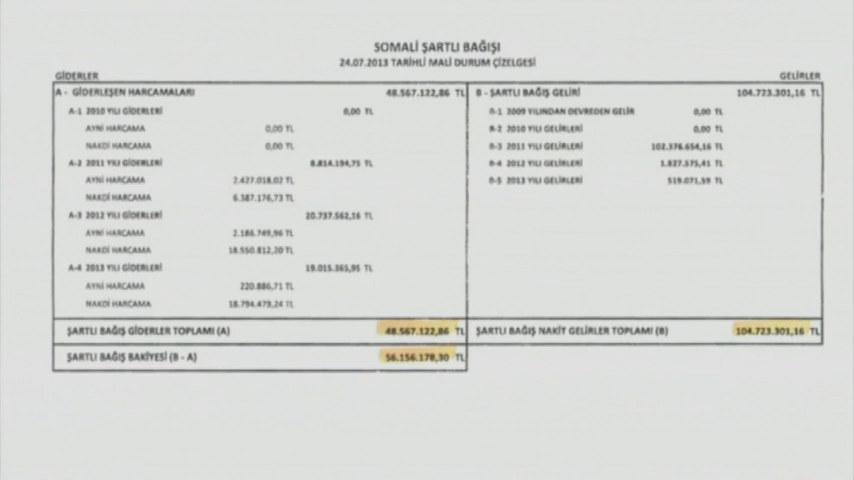 SOMALİ ŞARTLI BAĞIŞI
24.07.2013 TARİHLİ MALİ DURUM ÇİZELGESİ
GİDERLER
GELİRLER
A - GİDERLEŞEN HARCAMALARI 48.567.122,86 TL
A-1 2010 YILI GİDERLERİ 0,00 TL
AYNİ HARCAMA 0,00 TL
NAKDİ HARCAMA 0,00 TL
A-2 2011 YILI GİDERLERİ 8.814.194,75 TL
AYNİ HARCAMA 2.427.018,02 TL
NAKDİ HARCAMA 6.387.176,73 TL
A-3 2012 YILI GİDERLERİ 20.737.562,16 TL
AYNİ HARCAMA 2.186.749,96 TL
NAKDİ HARCAMA 18.550.812,20 TL
A-4 2013 YILI GİDERLERİ 19.015.365,95 TL
AYNİ HARCAMA 220.886,71 TL
NAKDİ HARCAMA 18.794.479,24 TL
ŞARTLI BAĞIŞ GİDERLER TOPLAMI (A) 48.567.122,86 TL
ŞARTLI BAĞIŞ BAKİYESİ (B - A) 56.156.178,30 TL
B - ŞARTLI BAĞIŞ GELİRİ 104.723.301,16 TL
B-1 2009 YILINDAN DEVREDEN GELİR 0,00 TL
B-2 2010 YILI GELİRLERİ 0,00 TL
B-3 2011 YILI GELİRLERİ 102.376.654,16 TL
B-4 2012 YILI GELİRLERİ 1.827.575,41 TL
B-5 2013 YILI GELİRLERİ 519.071,59 TL
ŞARTLI BAĞIŞ NAKİT GELİRLER TOPLAMI (B) 104.723.301,16 TL